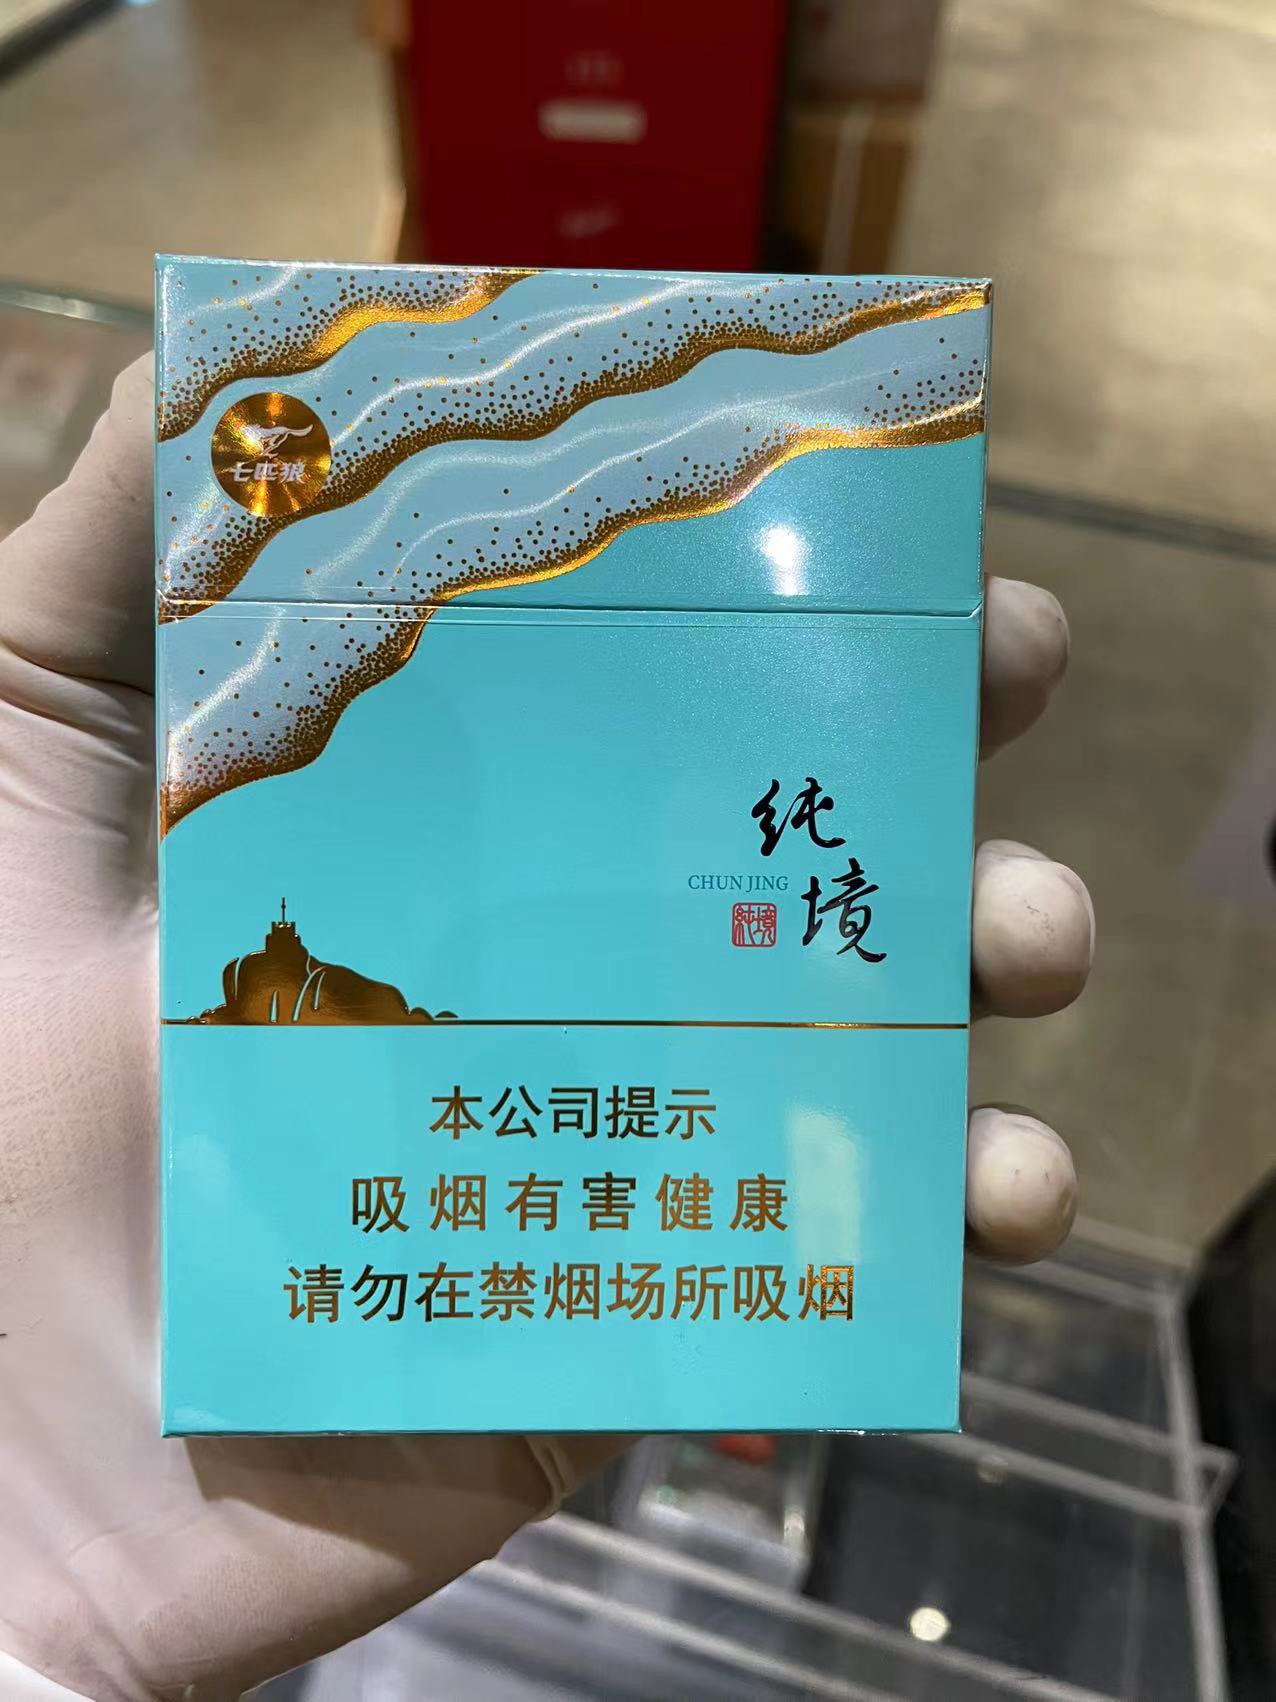 七匹狼
纯境
CHUN JING
純境
本公司提示
吸烟有害健康
请勿在禁烟场所吸烟